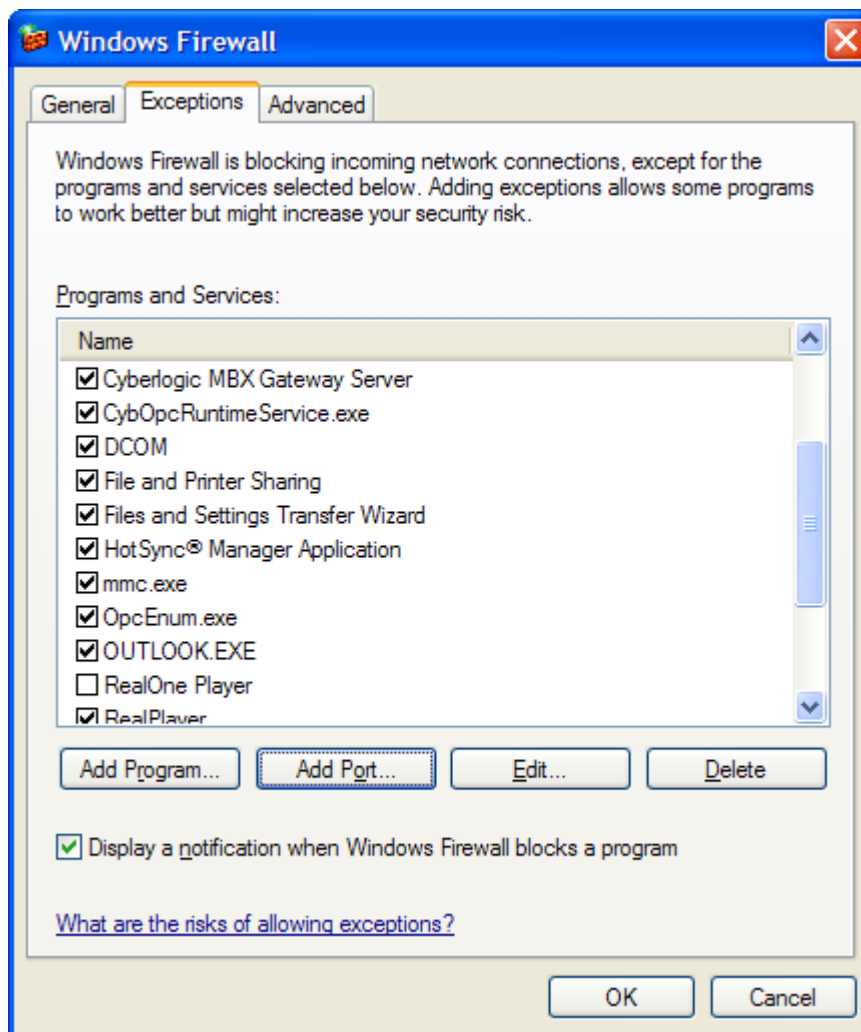 Windows Firewall
General Exceptions Advanced
Windows Firewall is blocking incoming network connections, except for the
programs and services selected below. Adding exceptions allows some programs
to work better but might increase your security risk.
Programs and Services:
Name
Cyberlogic MBX Gateway Server
CybOpcRuntimeService.exe
DCOM
File and Printer Sharing
Files and Settings Transfer Wizard
HotSync® Manager Application
mmc.exe
OpcEnum.exe
OUTLOOK.EXE
RealOne Player
RealPlayer
Add Program... Add Port... Edit... Delete
Display a notification when Windows Firewall blocks a program
What are the risks of allowing exceptions?
OK Cancel